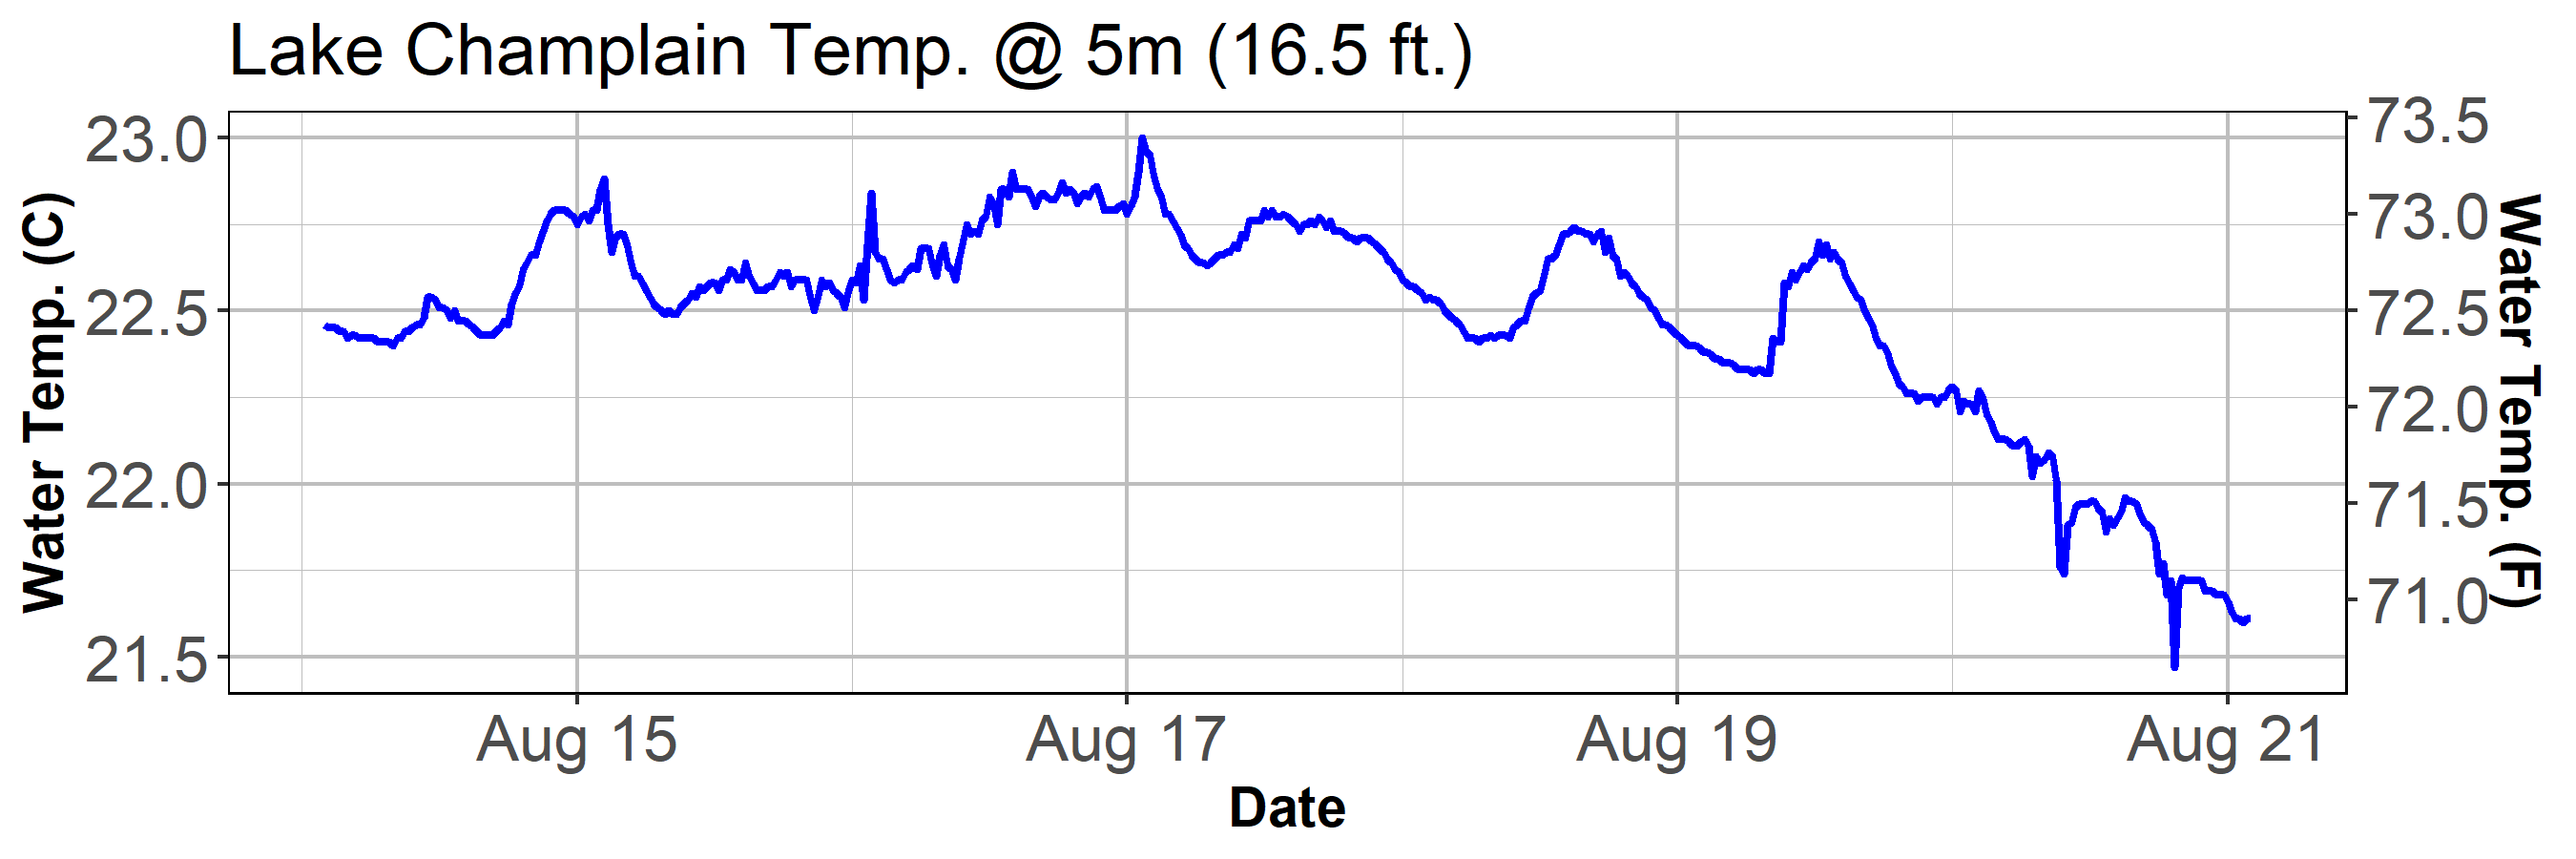 Lake Champlain Temp. @ 5m (16.5 ft.)
Water Temp. (C)
23.0
22.5
22.0
21.5
73.5
73.0
72.5
72.0
71.5
71.0
Water Temp. (F)
Aug 15 Aug 17 Aug 19 Aug 21
Date